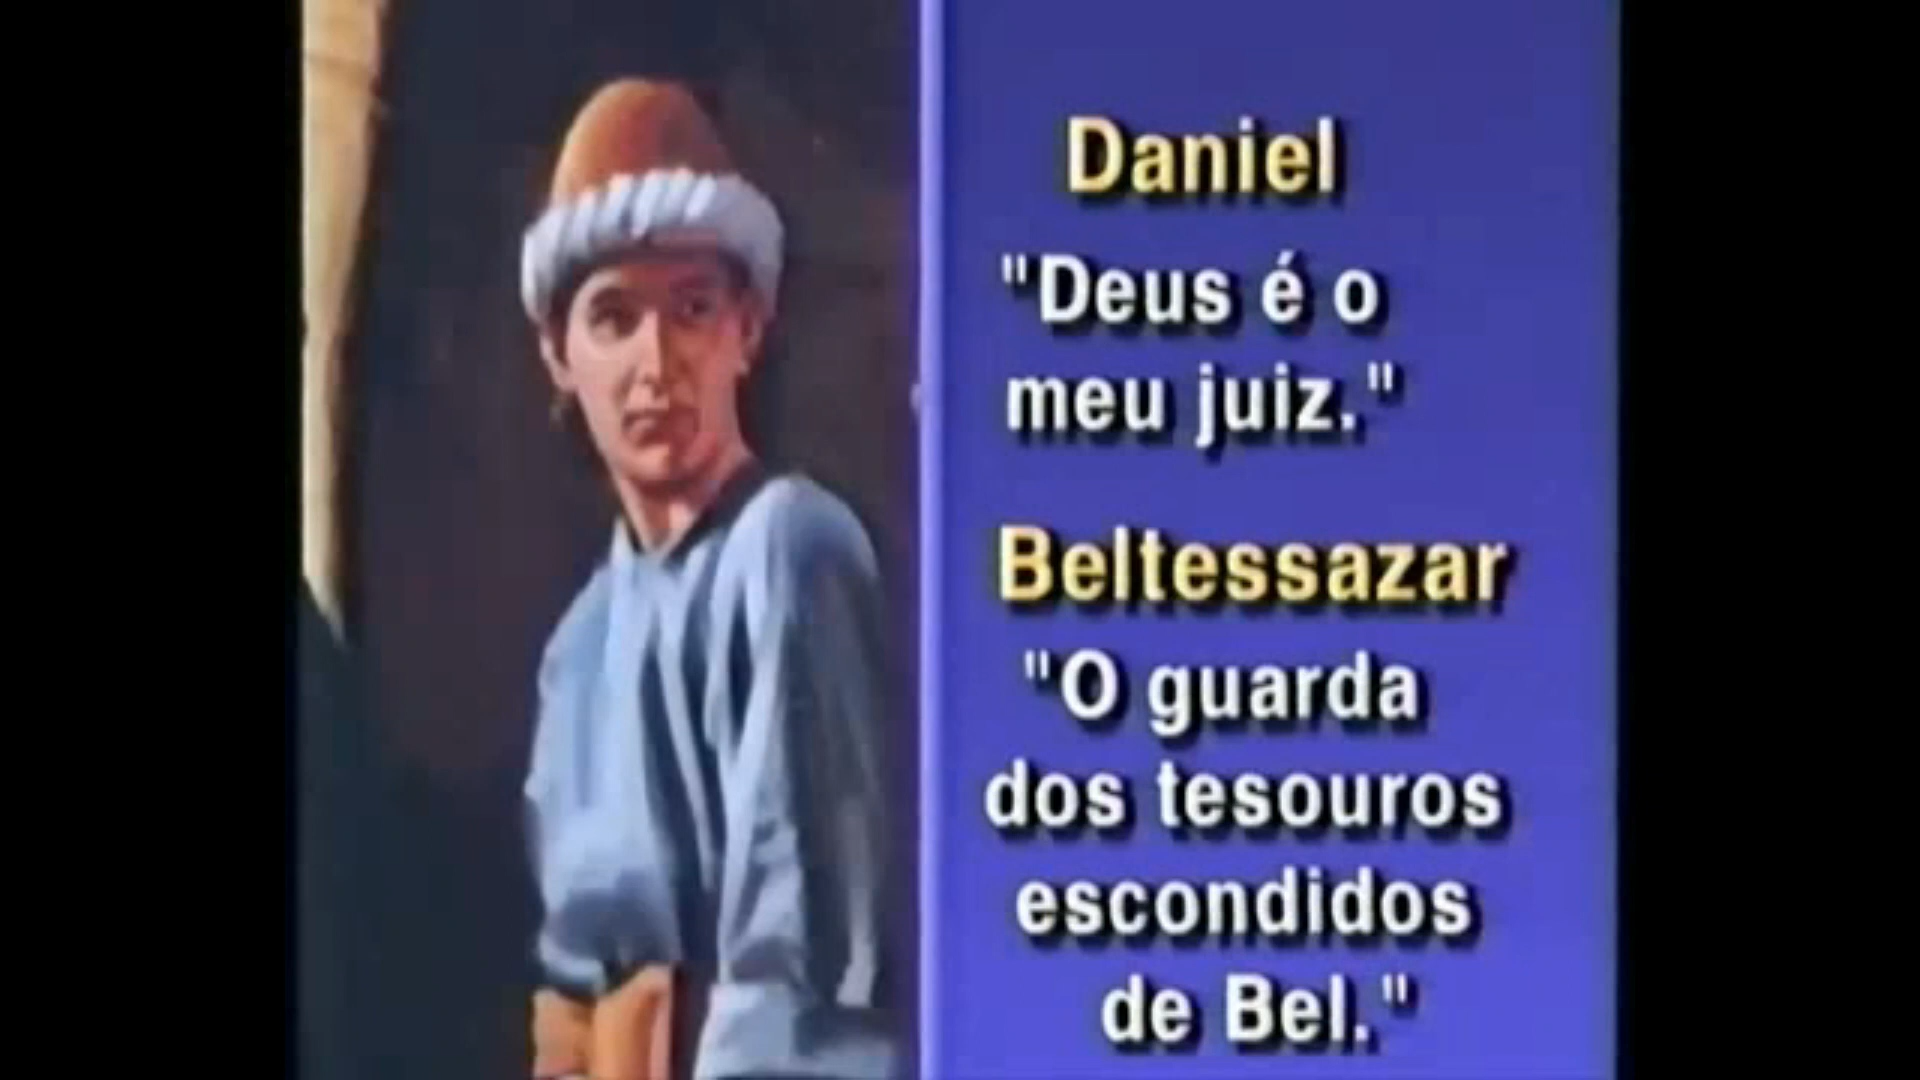 Daniel
"Deus é o
meu juiz."
Beltessazar
"O guarda
dos tesouros
escondidos
de Bel."